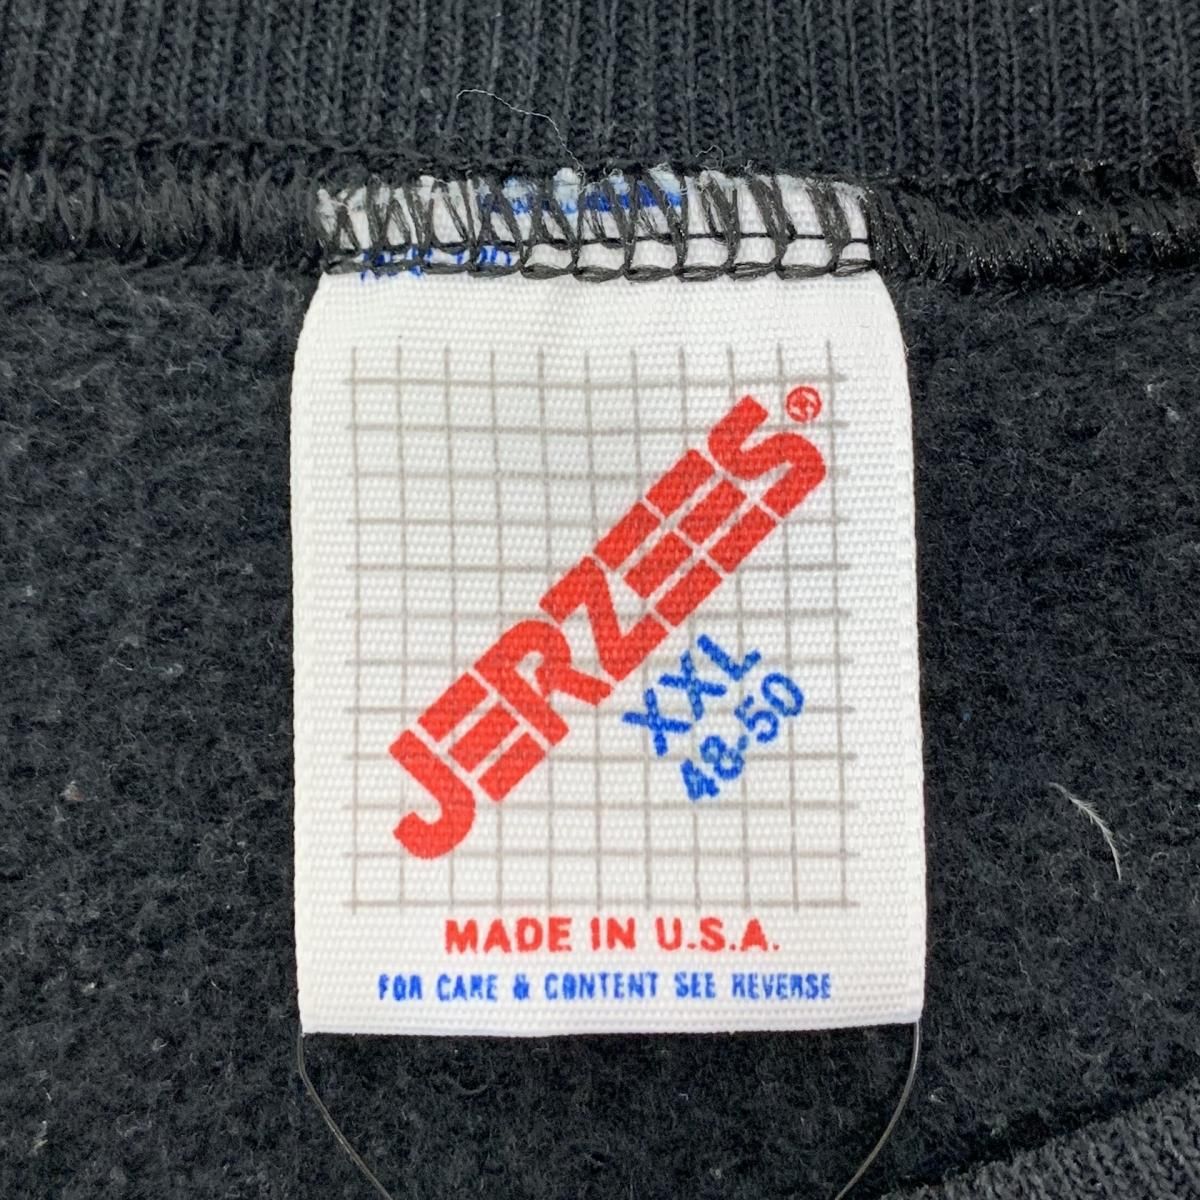 JERZEES®
XXL
48-50
MADE IN U.S.A.
FOR CARE & CONTENT SEE REVERSE